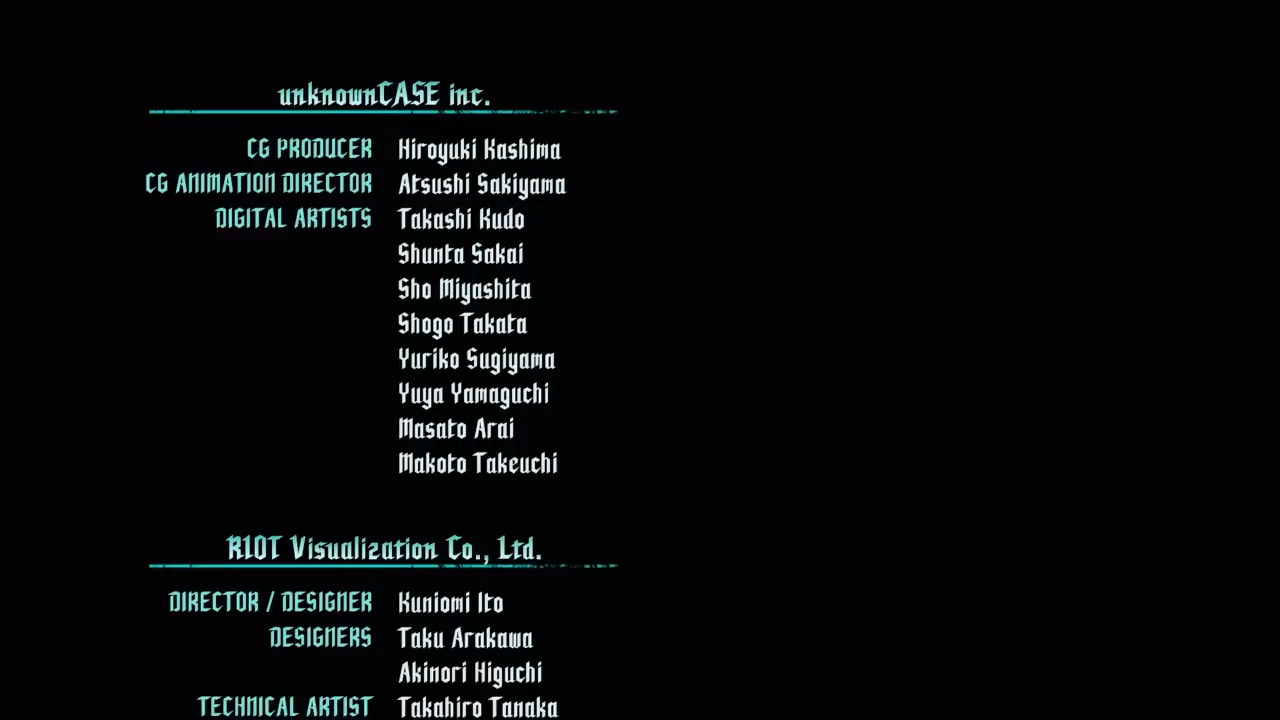 unknownCASE inc.
CG PRODUCER Hiroyuki Kashima
CG ANIMATION DIRECTOR Atsushi Sakiyama
DIGITAL ARTISTS Takashi Kudo
Shunta Sakai
Sho Miyashita
Shogo Takata
Yuriko Sugiyama
Yuya Yamaguchi
Masato Arai
Makoto Takeuchi
R1OT Visualization Co., Ltd.
DIRECTOR / DESIGNER Kuniomi Ito
DESIGNERS Taku Arakawa
Akinori Higuchi
TECHNICAL ARTIST Takahiro Tanaka